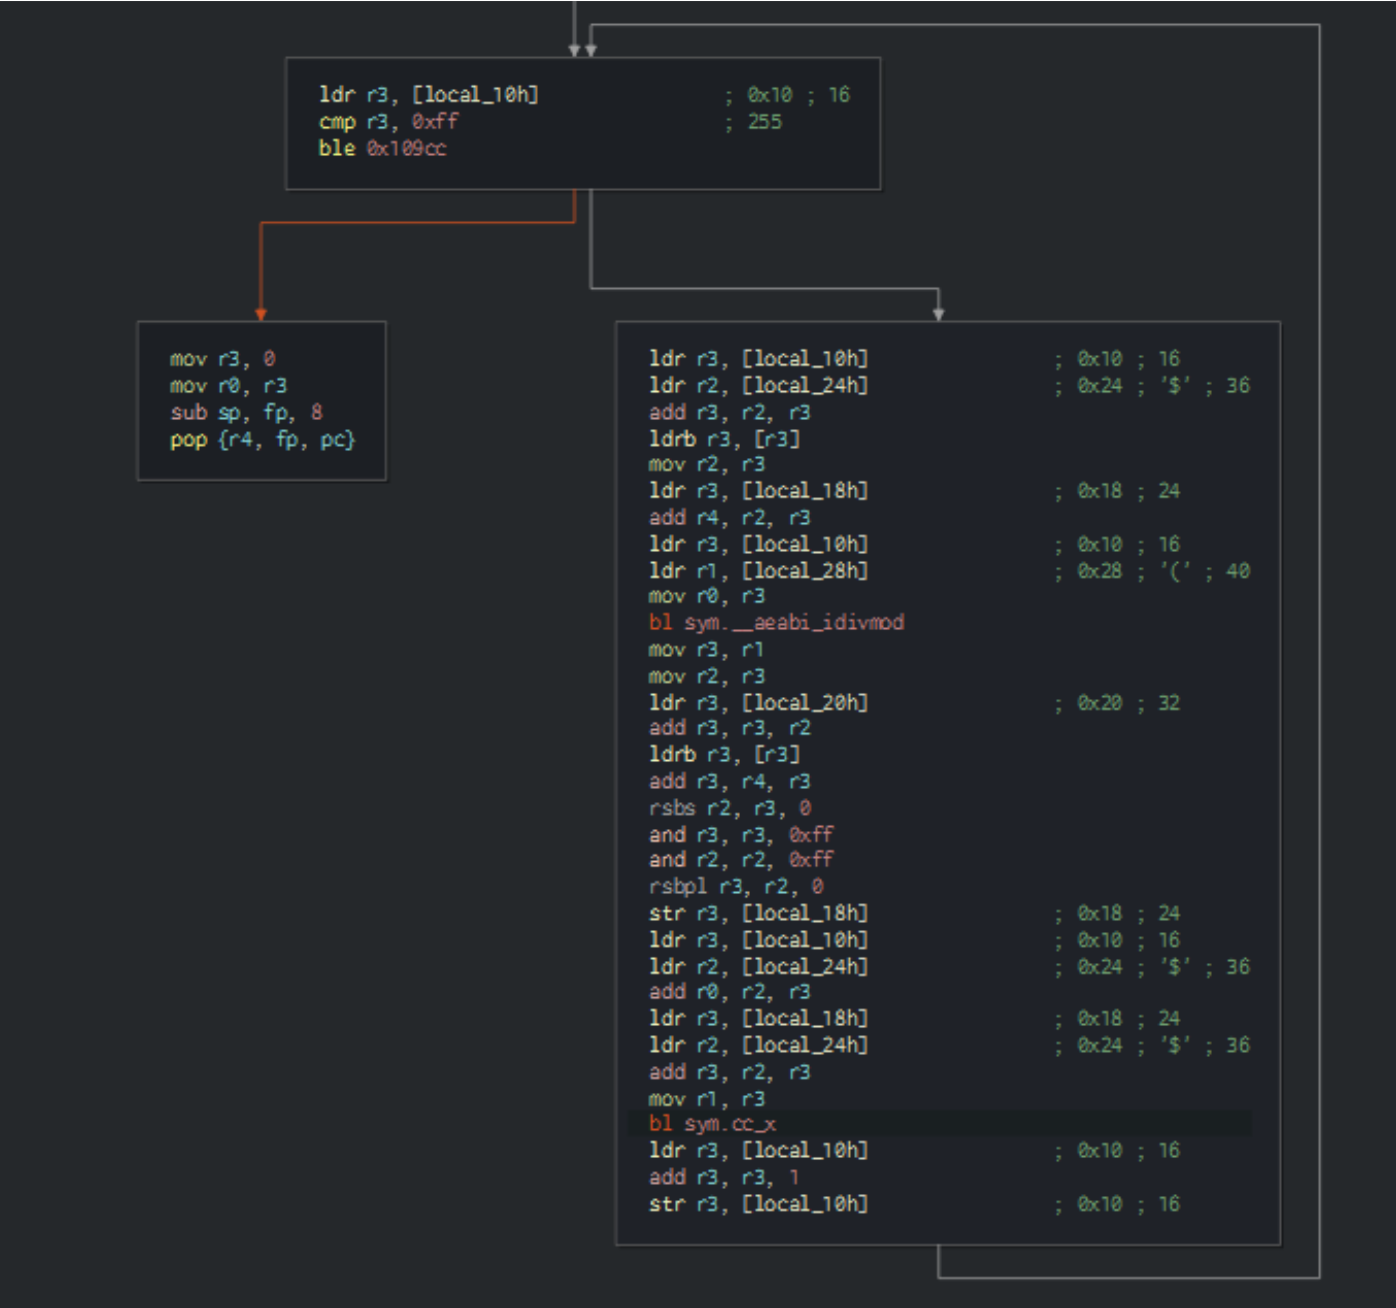 ldr r3, [local_10h] ; 0x10 ; 16
cmp r3, 0xff ; 255
ble 0x109cc
mov r3, 0
mov r0, r3
sub sp, fp, 8
pop {r4, fp, pc}
ldr r3, [local_10h] ; 0x10 ; 16
ldr r2, [local_24h] ; 0x24 ; '$' ; 36
add r3, r2, r3
ldrb r3, [r3]
mov r2, r3
ldr r3, [local_18h] ; 0x18 ; 24
add r4, r2, r3
ldr r3, [local_10h] ; 0x10 ; 16
ldr r1, [local_28h] ; 0x28 ; '(' ; 40
mov r0, r3
bl sym.__aeabi_idivmod
mov r3, r1
mov r2, r3
ldr r3, [local_20h] ; 0x20 ; 32
add r3, r3, r2
ldrb r3, [r3]
add r3, r4, r3
rsbs r2, r3, 0
and r3, r3, 0xff
and r2, r2, 0xff
rsbpl r3, r2, 0
str r3, [local_18h] ; 0x18 ; 24
ldr r3, [local_10h] ; 0x10 ; 16
ldr r2, [local_24h] ; 0x24 ; '$' ; 36
add r0, r2, r3
ldr r3, [local_18h] ; 0x18 ; 24
ldr r2, [local_24h] ; 0x24 ; '$' ; 36
add r3, r2, r3
mov r1, r3
bl sym.cc_x
ldr r3, [local_10h] ; 0x10 ; 16
add r3, r3, 1
str r3, [local_10h] ; 0x10 ; 16